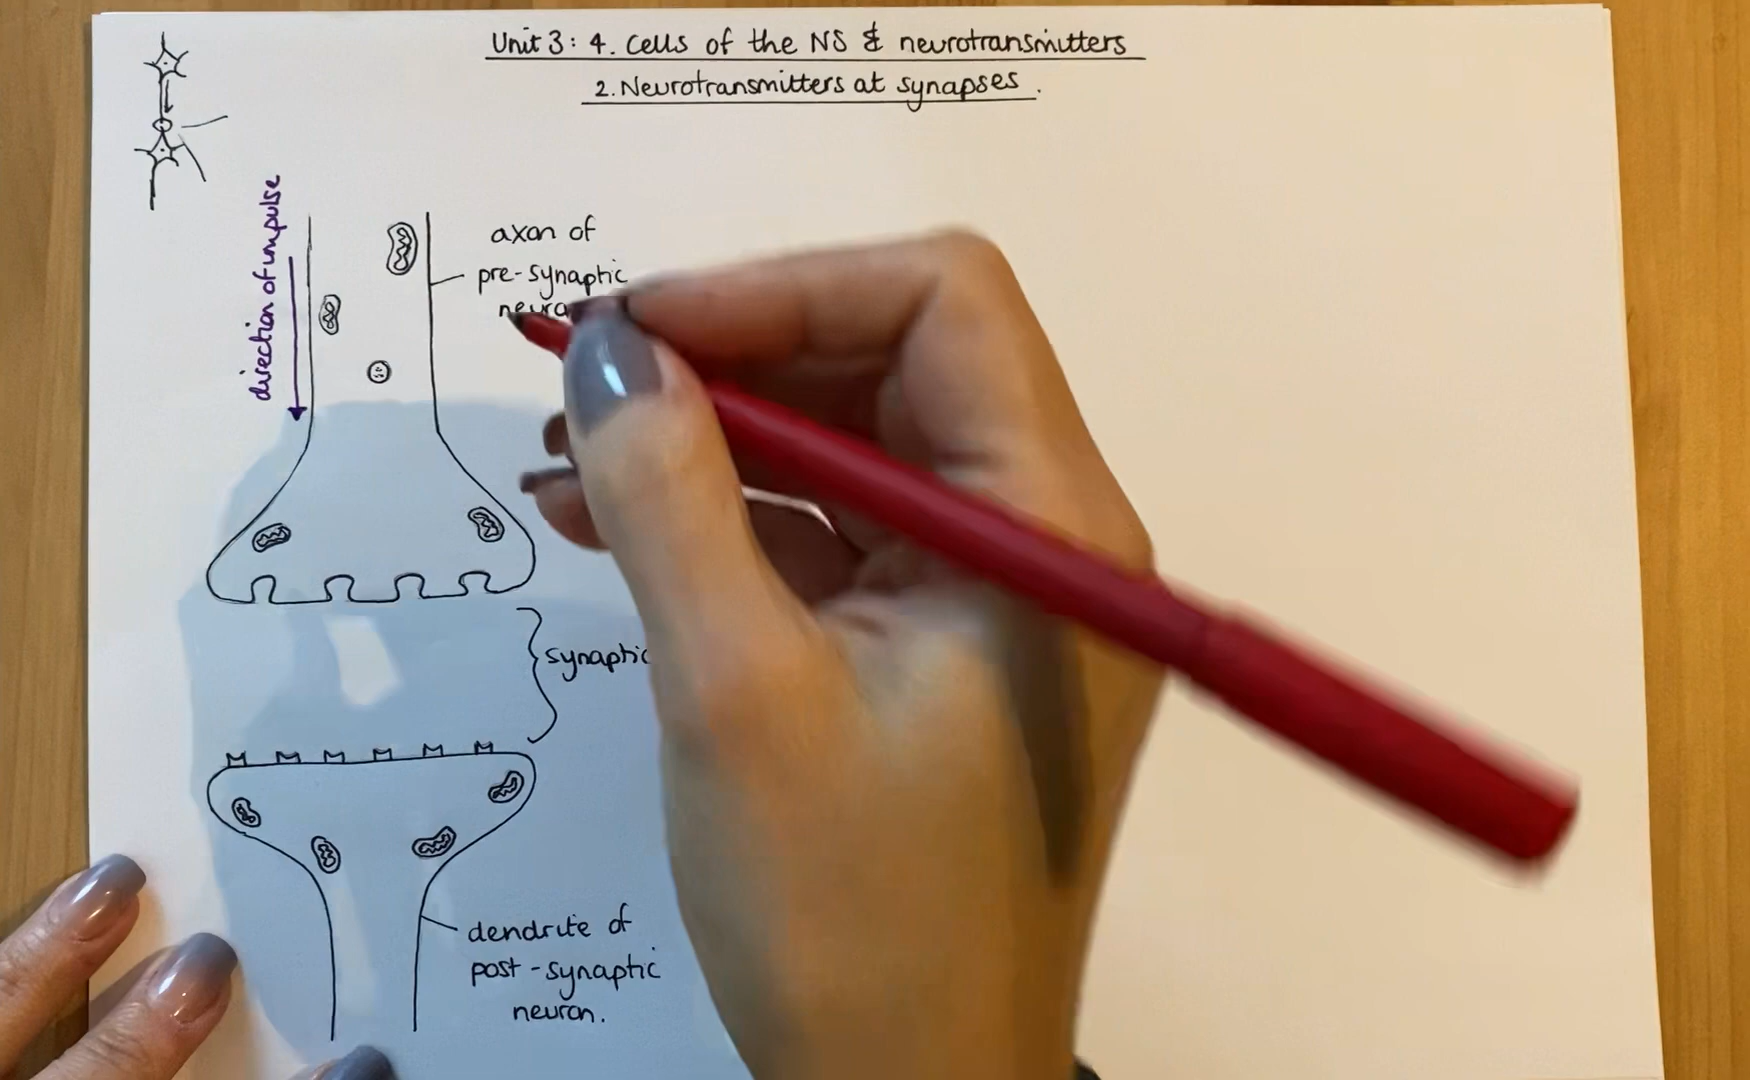 Unit 3: 4. Cells of the NS & neurotransmitters
2. Neurotransmitters at synapses.
direction of impulse
axon of
pre-synaptic
synaptic
dendrite of
post-synaptic
neuron.